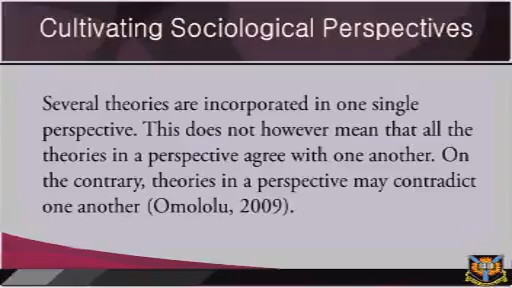 Cultivating Sociological Perspectives
Several theories are incorporated in one single
perspective. This does not however mean that all the
theories in a perspective agree with one another. On
the contrary, theories in a perspective may contradict
one another (Omololu, 2009).